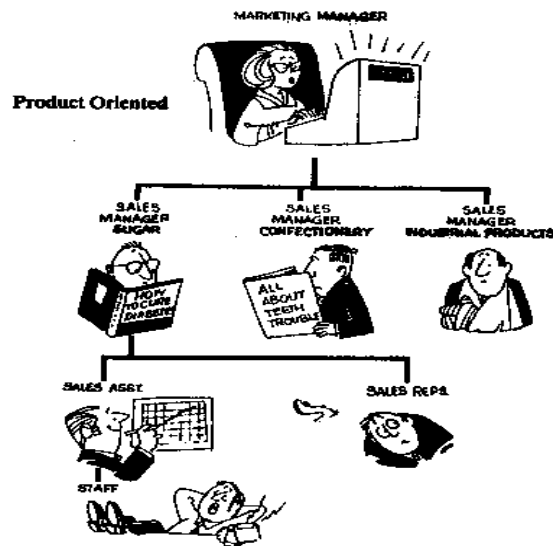 MARKETING MANAGER
Product Oriented
SALES
MANAGER
SUGAR
SALES
MANAGER
CONFECTIONERY
SALES
MANAGER
INDUSTRIAL PRODUCTS
HOW
TO CURE
DIABETES
ALL
ABOUT
TEETH
TROUBLE
SALES ASST.
SALES REPS.
STAFF